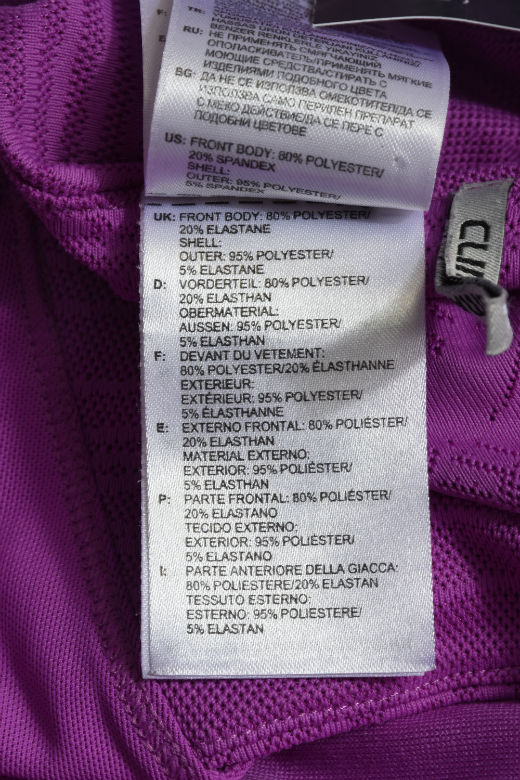 RU: НЕ ПРИМЕНЯТЬ СМЯГЧАЮЩИЙ
ОПОЛАСКИВАТЕЛЬ/ПРИМЕНЯТЬ МЯГКИЕ
МОЮЩИЕ СРЕДСТВА/СТИРАТЬ С
ИЗДЕЛИЯМИ ПОДОБНОГО ЦВЕТА
BG: ДА НЕ СЕ ИЗПОЛЗВА ОМЕКОТИТЕЛ/ДА СЕ
ИЗПОЛЗВА САМО ПЕРИЛЕН ПРЕПАРАТ
С МЕКО ДЕЙСТВИЕ/ДА СЕ ПЕРЕ С
ПОДОБНИ ЦВЕТОВЕ
US: FRONT BODY: 80% POLYESTER/
20% SPANDEX
SHELL:
OUTER: 95% POLYESTER/
5% SPANDEX
UK: FRONT BODY: 80% POLYESTER/
20% ELASTANE
SHELL:
OUTER: 95% POLYESTER/
5% ELASTANE
D: VORDERTEIL: 80% POLYESTER/
20% ELASTHAN
OBERMATERIAL:
AUSSEN: 95% POLYESTER/
5% ELASTHAN
F: DEVANT DU VETEMENT:
80% POLYESTER/20% ÉLASTHANNE
EXTERIEUR:
EXTÉRIEUR: 95% POLYESTER/
5% ÉLASTHANNE
E: EXTERNO FRONTAL: 80% POLIÉSTER/
20% ELASTHAN
MATERIAL EXTERNO:
EXTERIOR: 95% POLIÉSTER/
5% ELASTHAN
P: PARTE FRONTAL: 80% POLIÉSTER/
20% ELASTANO
TECIDO EXTERNO:
EXTERIOR: 95% POLIÉSTER/
5% ELASTANO
I: PARTE ANTERIORE DELLA GIACCA:
80% POLIESTERE/20% ELASTAN
TESSUTO ESTERNO:
ESTERNO: 95% POLIESTERE/
5% ELASTAN